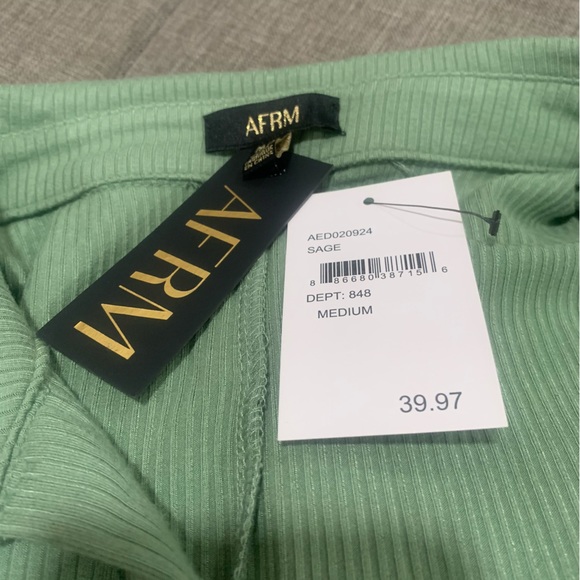 AFRM
M
AFRM
AED020924
SAGE
8 86680 38715 6
DEPT: 848
MEDIUM
39.97